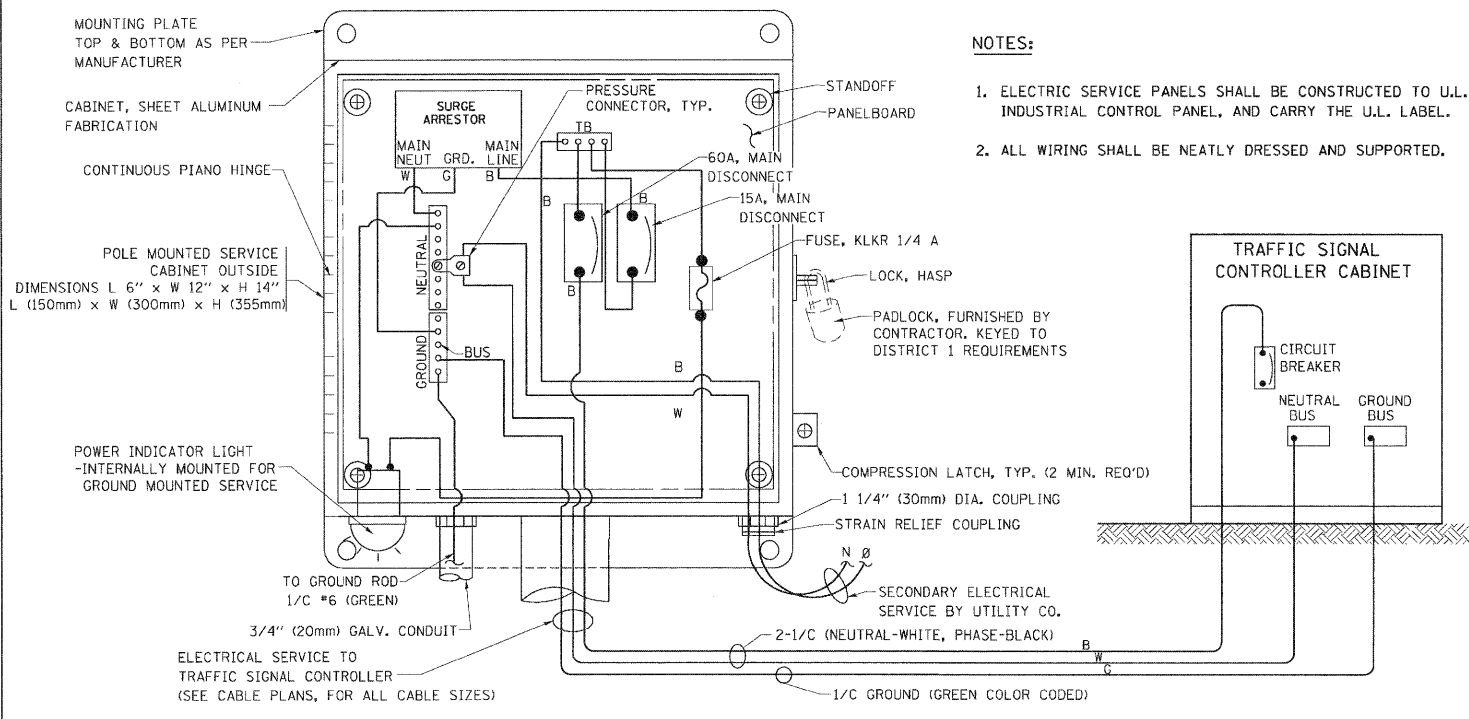 MOUNTING PLATE
TOP & BOTTOM AS PER
MANUFACTURER
CABINET, SHEET ALUMINUM
FABRICATION
CONTINUOUS PIANO HINGE
POLE MOUNTED SERVICE
CABINET OUTSIDE
DIMENSIONS L 6" x W 12" x H 14"
L (150mm) x W (300mm) x H (355mm)
POWER INDICATOR LIGHT
-INTERNALLY MOUNTED FOR
GROUND MOUNTED SERVICE
TO GROUND ROD
1/C #6 (GREEN)
3/4" (20mm) GALV. CONDUIT
ELECTRICAL SERVICE TO
TRAFFIC SIGNAL CONTROLLER
(SEE CABLE PLANS, FOR ALL CABLE SIZES)
SURGE
ARRESTOR
MAIN
NEUT
GRD.
MAIN
LINE
W
G
B
PRESSURE
CONNECTOR, TYP.
TB
60A, MAIN
DISCONNECT
B
B
15A, MAIN
DISCONNECT
B
NEUTRAL
GROUND
BUS
B
W
STANDOFF
PANELBOARD
FUSE, KLKR 1/4 A
LOCK, HASP
PADLOCK, FURNISHED BY
CONTRACTOR. KEYED TO
DISTRICT 1 REQUIREMENTS
COMPRESSION LATCH, TYP. (2 MIN. REQ'D)
1 1/4" (30mm) DIA. COUPLING
STRAIN RELIEF COUPLING
N Ø
SECONDARY ELECTRICAL
SERVICE BY UTILITY CO.
2-1/C (NEUTRAL-WHITE, PHASE-BLACK)
B
W
G
1/C GROUND (GREEN COLOR CODED)
NOTES:
1. ELECTRIC SERVICE PANELS SHALL BE CONSTRUCTED TO U.L.
INDUSTRIAL CONTROL PANEL, AND CARRY THE U.L. LABEL.
2. ALL WIRING SHALL BE NEATLY DRESSED AND SUPPORTED.
TRAFFIC SIGNAL
CONTROLLER CABINET
CIRCUIT
BREAKER
NEUTRAL
BUS
GROUND
BUS